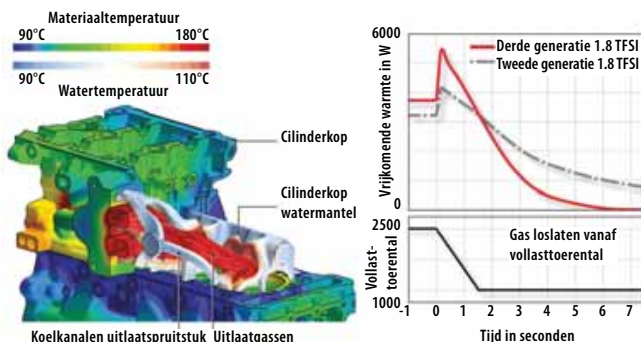 Materiaaltemperatuur
90°C 180°C
90°C 110°C
Watertemperatuur
Cilinderkop
Cilinderkop
watermantel
Koelkanalen uitlaatspruitstuk Uitlaatgassen
Vrijkomende warmte in W
6000
0
Derde generatie 1.8 TFSI
Tweede generatie 1.8 TFSI
Vollast-
toerental
2500
1000
Gas loslaten vanaf
vollasttoerental
-1 0 1 2 3 4 5 6 7
Tijd in seconden